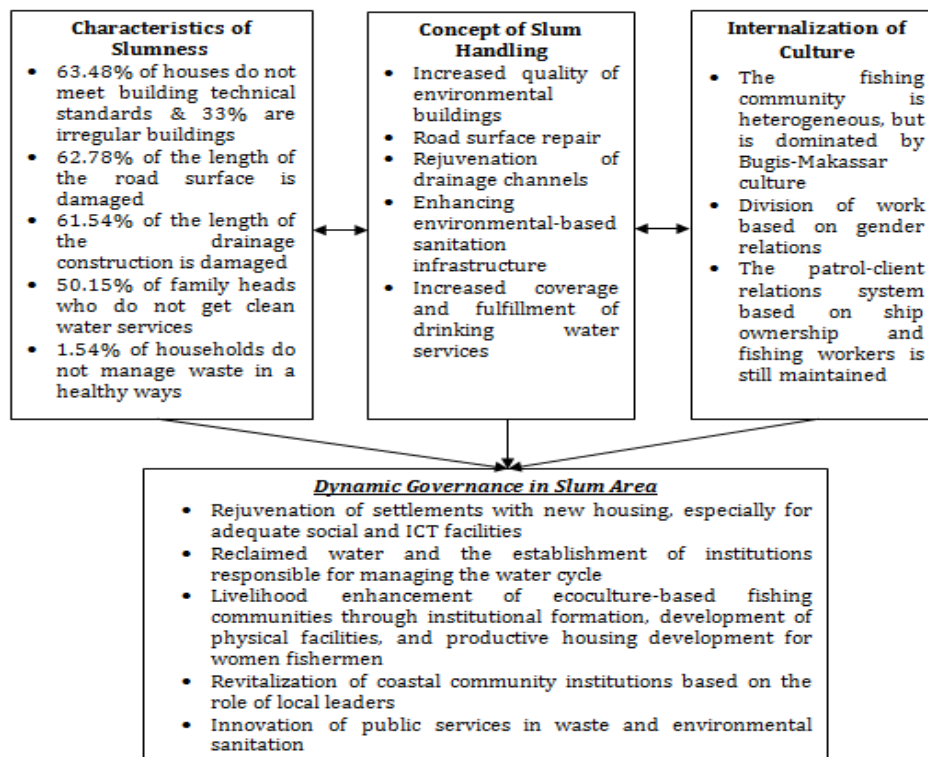 Characteristics of
Slumness
• 63.48% of houses do not
meet building technical
standards & 33% are
irregular buildings
• 62.78% of the length of
the road surface is
damaged
• 61.54% of the length of
the drainage
construction is damaged
• 50.15% of family heads
who do not get clean
water services
• 1.54% of households do
not manage waste in a
healthy ways
Concept of Slum
Handling
• Increased quality of
environmental
buildings
• Road surface repair
• Rejuvenation of
drainage channels
• Enhancing
environmental-based
sanitation
infrastructure
• Increased coverage
and fulfillment of
drinking water
services
Internalization of
Culture
• The fishing
community is
heterogeneous, but
is dominated by
Bugis-Makassar
culture
• Division of work
based on gender
relations
• The patrol-client
relations system
based on ship
ownership and
fishing workers is
still maintained
Dynamic Governance in Slum Area
• Rejuvenation of settlements with new housing, especially for
adequate social and ICT facilities
• Reclaimed water and the establishment of institutions
responsible for managing the water cycle
• Livelihood enhancement of ecoculture-based fishing
communities through institutional formation, development of
physical facilities, and productive housing development for
women fishermen
• Revitalization of coastal community institutions based on the
role of local leaders
• Innovation of public services in waste and environmental
sanitation